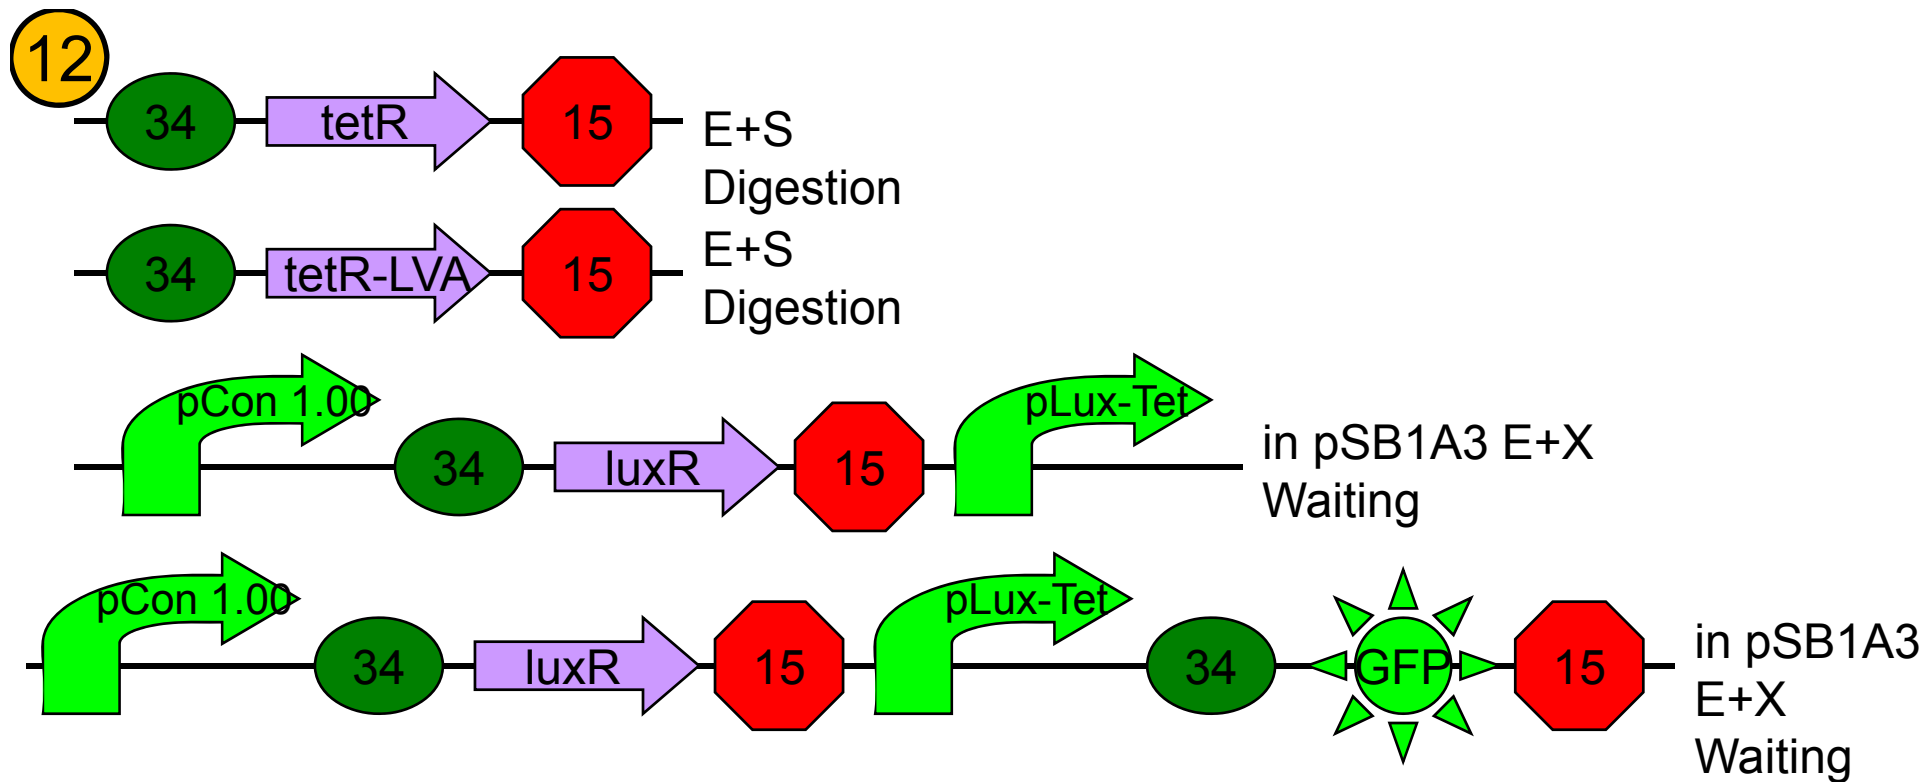 12
34 tetR 15
E+S
Digestion
34 tetR-LVA 15
E+S
Digestion
pCon 1.00 pLux-Tet
34 luxR 15
in pSB1A3 E+X
Waiting
pCon 1.00 pLux-Tet
34 luxR 15 34 GFP 15
in pSB1A3
E+X
Waiting